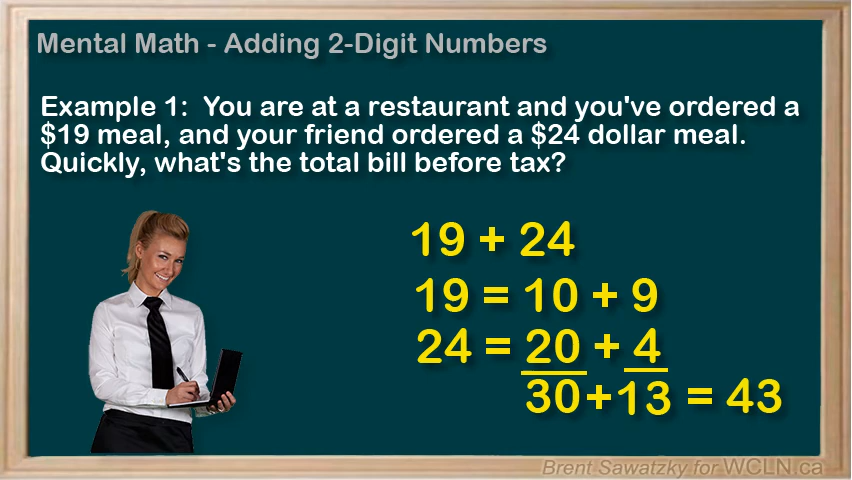 Mental Math - Adding 2-Digit Numbers
Example 1:  You are at a restaurant and you've ordered a
$19 meal, and your friend ordered a $24 dollar meal.
Quickly, what's the total bill before tax?
19 + 24
19 = 10 + 9
24 = 20 + 4
30+13 = 43
Brent Sawatzky for WCLN.ca